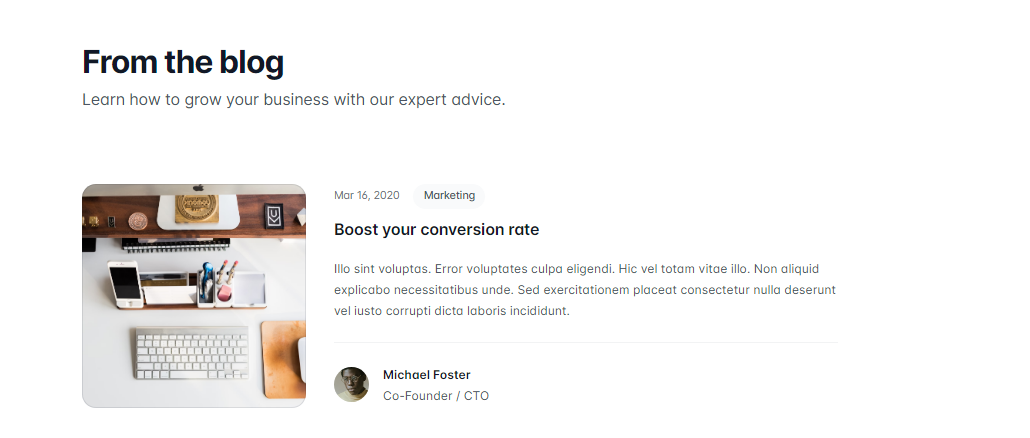 From the blog
Learn how to grow your business with our expert advice.
Mar 16, 2020 Marketing
Boost your conversion rate
Illo sint voluptas. Error voluptates culpa eligendi. Hic vel totam vitae illo. Non aliquid
explicabo necessitatibus unde. Sed exercitationem placeat consectetur nulla deserunt
vel iusto corrupti dicta laboris incididunt.
Michael Foster
Co-Founder / CTO